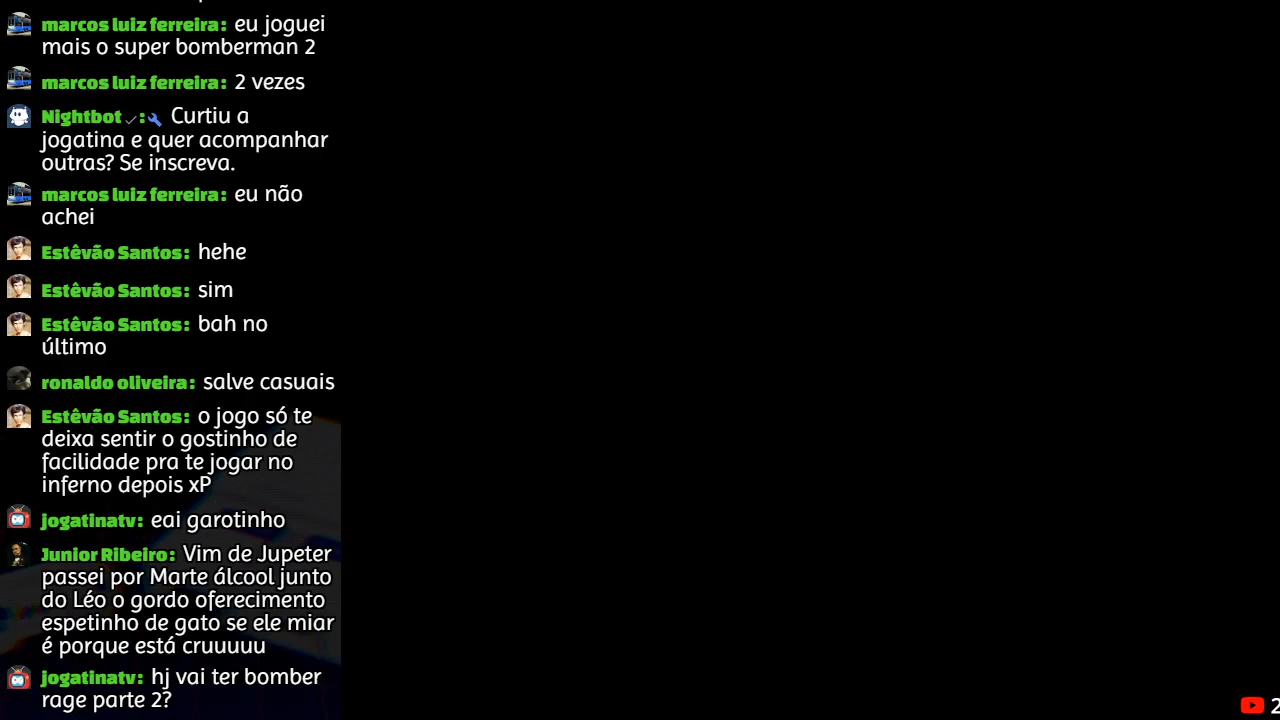 marcos luiz ferreira: eu joguei
mais o super bomberman 2
marcos luiz ferreira: 2 vezes
Nightbot ✓:🔧 Curtiu a
jogatina e quer acompanhar
outras? Se inscreva.
marcos luiz ferreira: eu não
achei
Estêvão Santos: hehe
Estêvão Santos: sim
Estêvão Santos: bah no
último
ronaldo oliveira: salve casuais
Estêvão Santos: o jogo só te
deixa sentir o gostinho de
facilidade pra te jogar no
inferno depois xP
jogatinatv: eai garotinho
Junior Ribeiro: Vim de Jupeter
passei por Marte álcool junto
do Léo o gordo oferecimento
espetinho de gato se ele miar
é porque está cruuuuu
jogatinatv: hj vai ter bomber
rage parte 2?
2